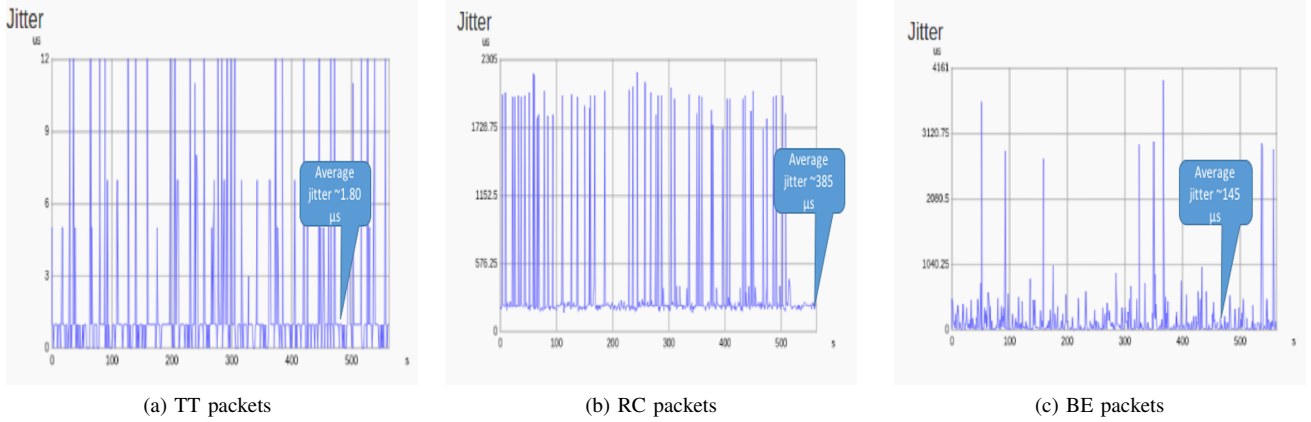 Jitter
us
12
9
6
3
0
0 100 200 300 400 500 s
Average
jitter ~1.80
μs
(a) TT packets
Jitter
us
2305
1728.75
1152.5
576.25
0
0 100 200 300 400 500 s
Average
jitter ~385
μs
(b) RC packets
Jitter
us
4161
3120.75
2080.5
1040.25
0
0 100 200 300 400 500 s
Average
jitter ~145
μs
(c) BE packets